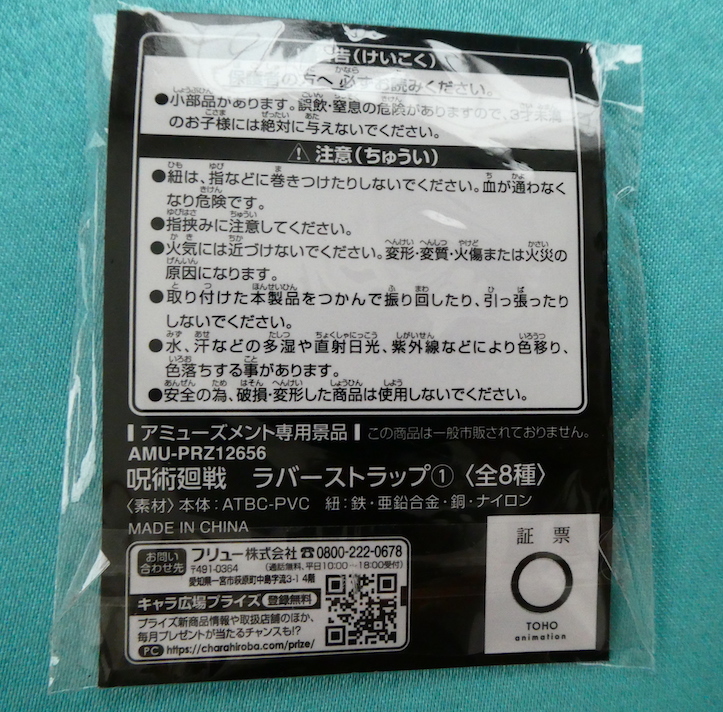 告(けいこく)
保護者の方へ 必ずお読みください。
●小部品があります。誤飲・窒息の危険がありますので、3才未満
のお子様には絶対に与えないでください。
⚠ 注意(ちゅうい)
●紐は、指などに巻きつけたりしないでください。血が通わなく
なり危険です。
●指挟みに注意してください。
●火気には近づけないでください。変形・変質・火傷または火災の
原因になります。
●取り付けた本製品をつかんで振り回したり、引っ張ったり
しないでください。
●水、汗などの多湿や直射日光、紫外線などにより色移り、
色落ちする事があります。
●安全の為、破損・変形した商品は使用しないでください。
アミューズメント専用景品 この商品は一般市販されておりません。
AMU-PRZ12656
呪術廻戦 ラバーストラップ①〈全8種〉
〈素材〉本体:ATBC-PVC 紐:鉄・亜鉛合金・銅・ナイロン
MADE IN CHINA
お問い
合わせ先
フリュー株式会社 ☎0800-222-0678
〒491-0364 (通話無料、平日10:00~18:00受付)
愛知県一宮市萩原町中島字流3-1 4階
キャラ広場プライズ 登録無料
プライズ新商品情報や取扱店舗のほか、
毎月プレゼントが当たるチャンスも!?
PC https://charahiroba.com/prize/
証票
TOHO
animation